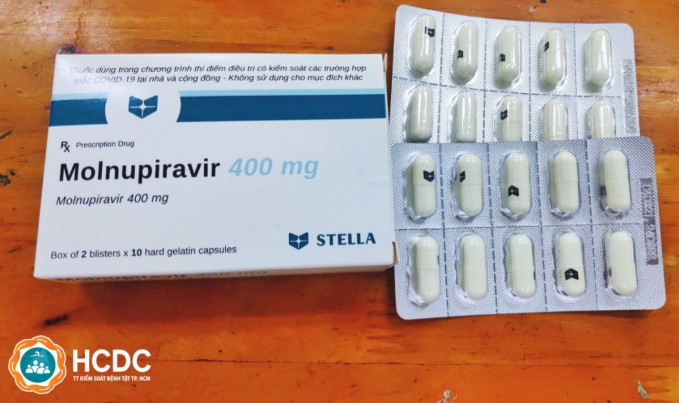 Thuốc dùng trong chương trình thí điểm điều trị có kiểm soát các trường hợp
mắc COVID-19 tại nhà và cộng đồng - Không sử dụng cho mục đích khác
Rx Prescription Drug
Molnupiravir 400 mg
Molnupiravir 400 mg
STELLA
Box of 2 blisters x 10 hard gelatin capsules
HCDC
TT KIỂM SOÁT BỆNH TẬT TP. HCM